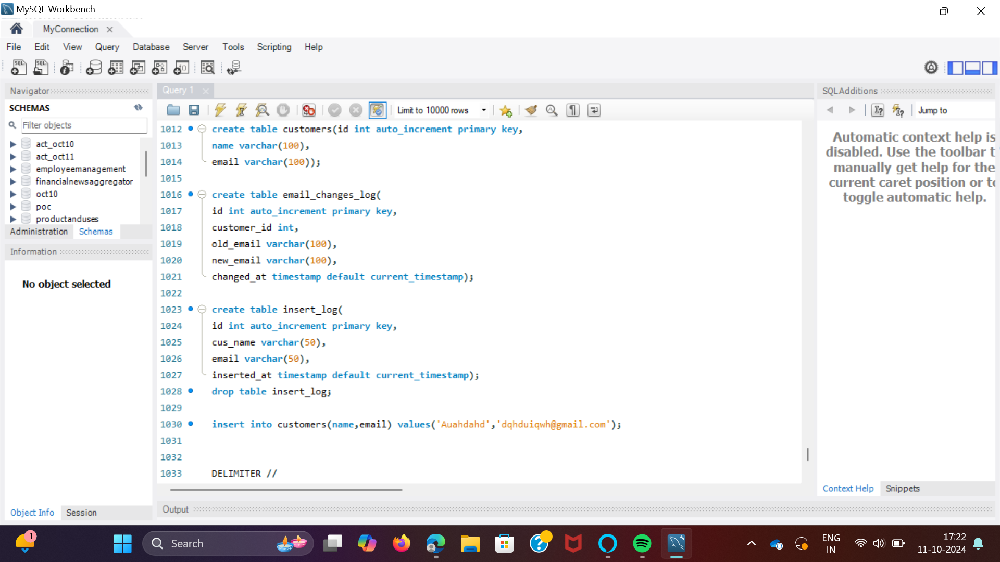 MySQL Workbench
MyConnection
File Edit View Query Database Server Tools Scripting Help
Navigator
SCHEMAS
Filter objects
act_oct10
act_oct11
employeemanagement
financialnewsaggregator
oct10
poc
productanduses
Administration Schemas
Information
No object selected
Object Info Session
Query 1
Limit to 10000 rows
1012 create table customers(id int auto_increment primary key,
1013 name varchar(100),
1014 email varchar(100));
1015
1016 create table email_changes_log(
1017 id int auto_increment primary key,
1018 customer_id int,
1019 old_email varchar(100),
1020 new_email varchar(100),
1021 changed_at timestamp default current_timestamp);
1022
1023 create table insert_log(
1024 id int auto_increment primary key,
1025 cus_name varchar(50),
1026 email varchar(50),
1027 inserted_at timestamp default current_timestamp);
1028 drop table insert_log;
1029
1030 insert into customers(name,email) values('Auahdahd','dqhduiqwh@gmail.com');
1031
1032
1033 DELIMITER //
Output
SQLAdditions
Jump to
Automatic context help is
disabled. Use the toolbar t
manually get help for the
current caret position or to
toggle automatic help.
Context Help Snippets
1
Search
ENG
IN
17:22
11-10-2024